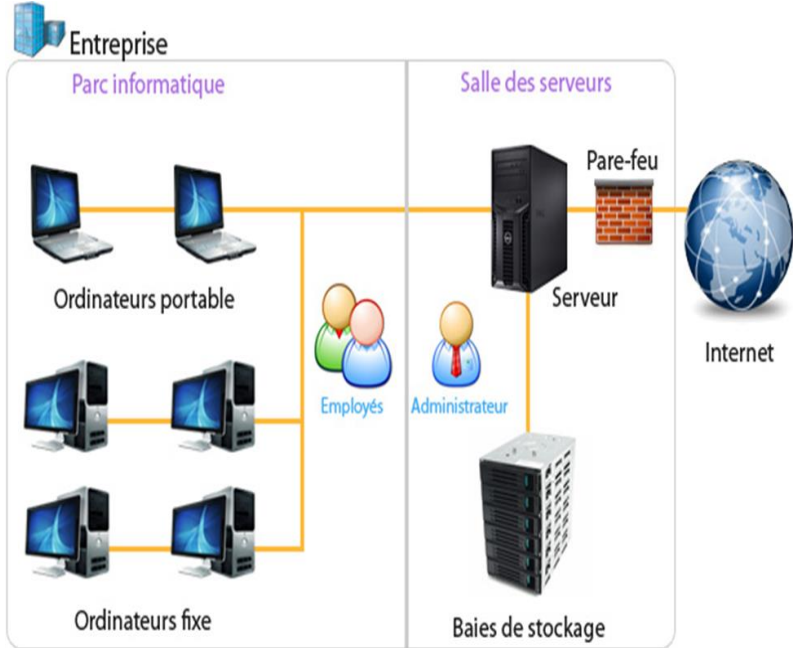 Entreprise
Parc informatique
Salle des serveurs
Pare-feu
Ordinateurs portable
Serveur
Internet
Employés
Administrateur
Ordinateurs fixe
Baies de stockage